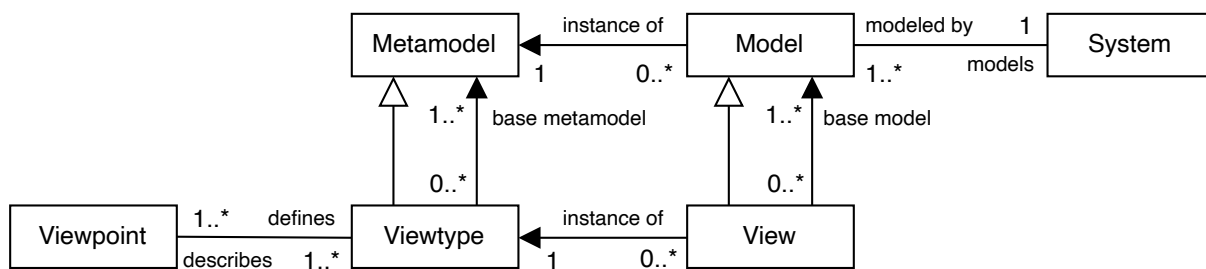 Metamodel
instance of
1
0..*
Model
modeled by
1
1..*
models
System
1..*
base metamodel
0..*
1..*
base model
0..*
Viewpoint
1..*
defines
describes
1..*
Viewtype
instance of
1
0..*
View